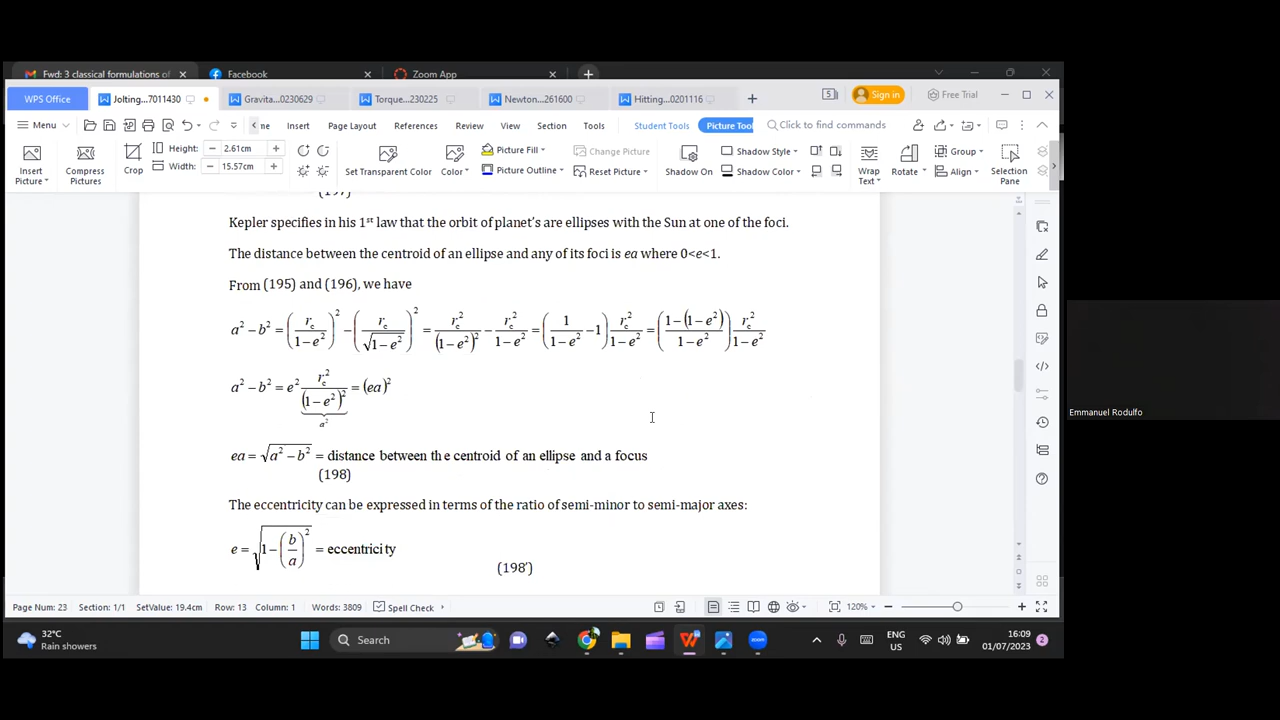 Fwd: 3 classical formulations of
Facebook
Zoom App
WPS Office
Jolting...7011430
Gravita...0230629
Torque...230225
Newton...261600
Hitting...0201116
Sign in
Free Trial
Menu
ne
Insert
Page Layout
References
Review
View
Section
Tools
Student Tools
Picture Tool
Click to find commands
Insert Picture
Compress Pictures
Crop
Height: 2.61cm
Width: 15.57cm
Set Transparent Color
Color
Picture Fill
Picture Outline
Change Picture
Reset Picture
Shadow On
Shadow Style
Shadow Color
Wrap Text
Rotate
Group
Align
Selection Pane
(197)
Kepler specifies in his 1st law that the orbit of planet's are ellipses with the Sun at one of the foci.
The distance between the centroid of an ellipse and any of its foci is ea where 0<e<1.
From (195) and (196), we have
a² − b² = (r_c/(1−e²))² − (r_c/√(1−e²))² = r_c²/(1−e²)² − r_c²/(1−e²) = (1/(1−e²) − 1) r_c²/(1−e²) = ((1−(1−e²))/(1−e²)) r_c²/(1−e²)
a² − b² = e² r_c²/(1−e²)² = (ea)²
a²
ea = √(a² − b²) = distance between the centroid of an ellipse and a focus
(198)
The eccentricity can be expressed in terms of the ratio of semi-minor to semi-major axes:
e = √(1 − (b/a)²) = eccentricity
(198')
Emmanuel Rodulfo
Page Num: 23
Section: 1/1
SetValue: 19.4cm
Row: 13
Column: 1
Words: 3809
Spell Check
120%
32°C
Rain showers
Search
ENG
US
16:09
01/07/2023
2